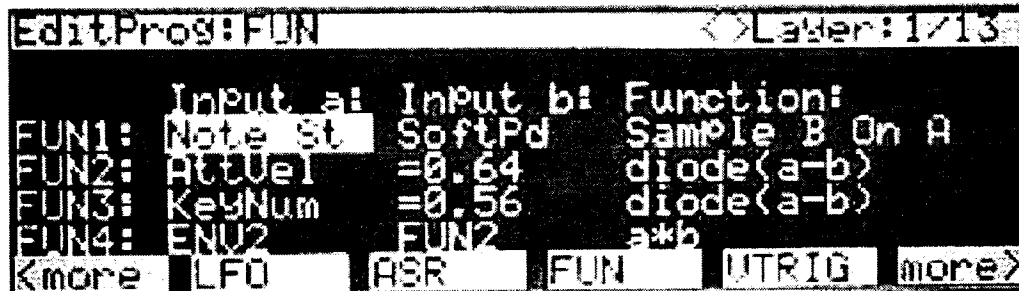 EditProg:FUN <>Layer:1/13
Input a: Input b: Function:
FUN1: Note St SoftPd Sample B On A
FUN2: AttVel =0.64 diode(a-b)
FUN3: KeyNum =0.56 diode(a-b)
FUN4: ENV2 FUN2 a*b
<more LFO ASR FUN VTRIG more>